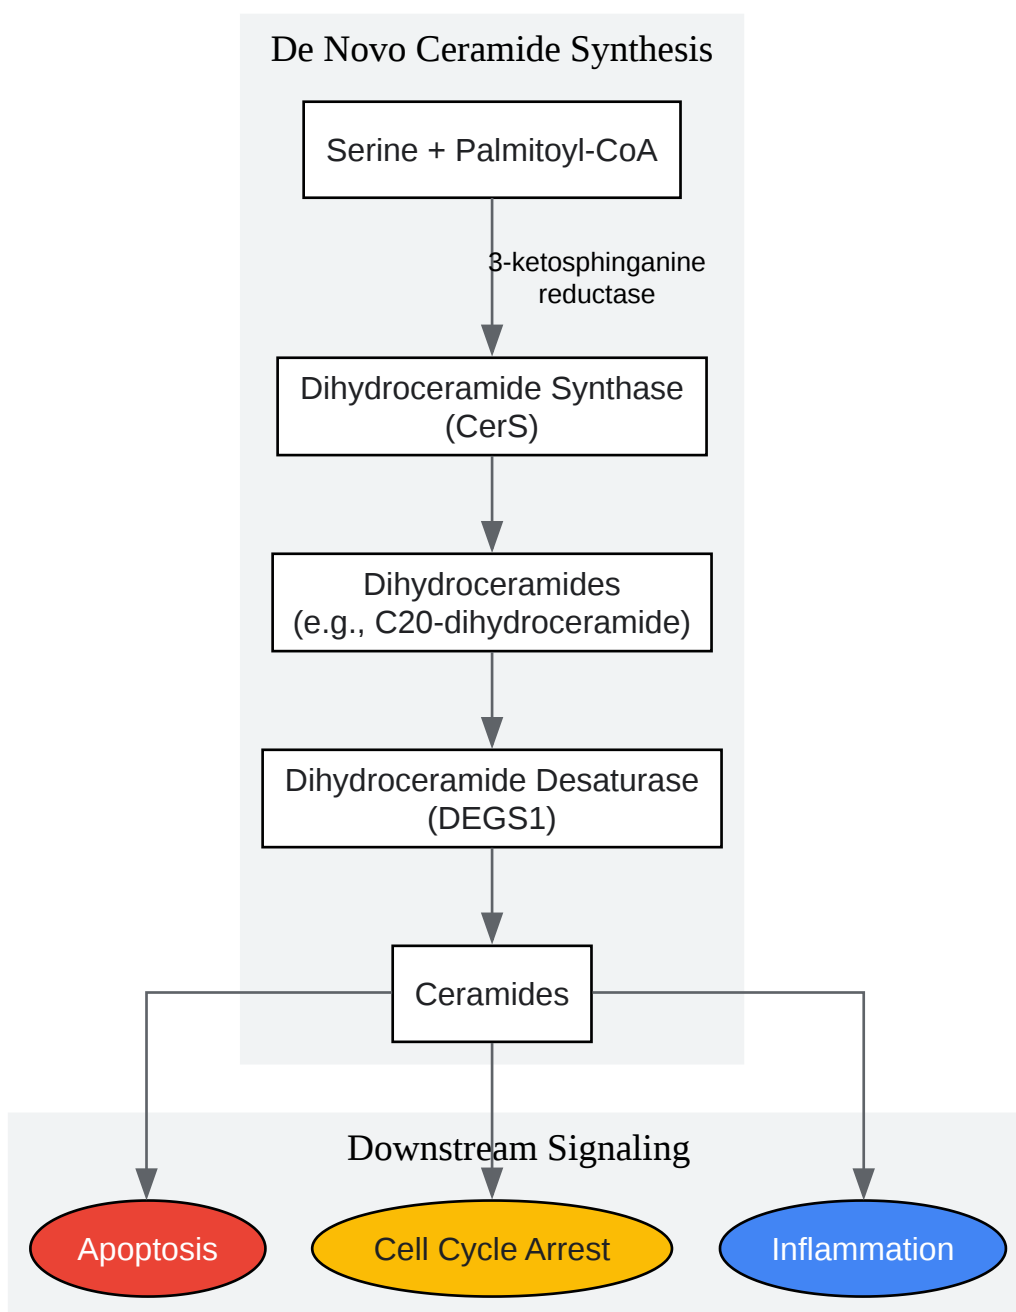 De Novo Ceramide Synthesis
Serine + Palmitoyl-CoA
3-ketosphinganine
reductase
Dihydroceramide Synthase
(CerS)
Dihydroceramides
(e.g., C20-dihydroceramide)
Dihydroceramide Desaturase
(DEGS1)
Ceramides
Downstream Signaling
Apoptosis
Cell Cycle Arrest
Inflammation